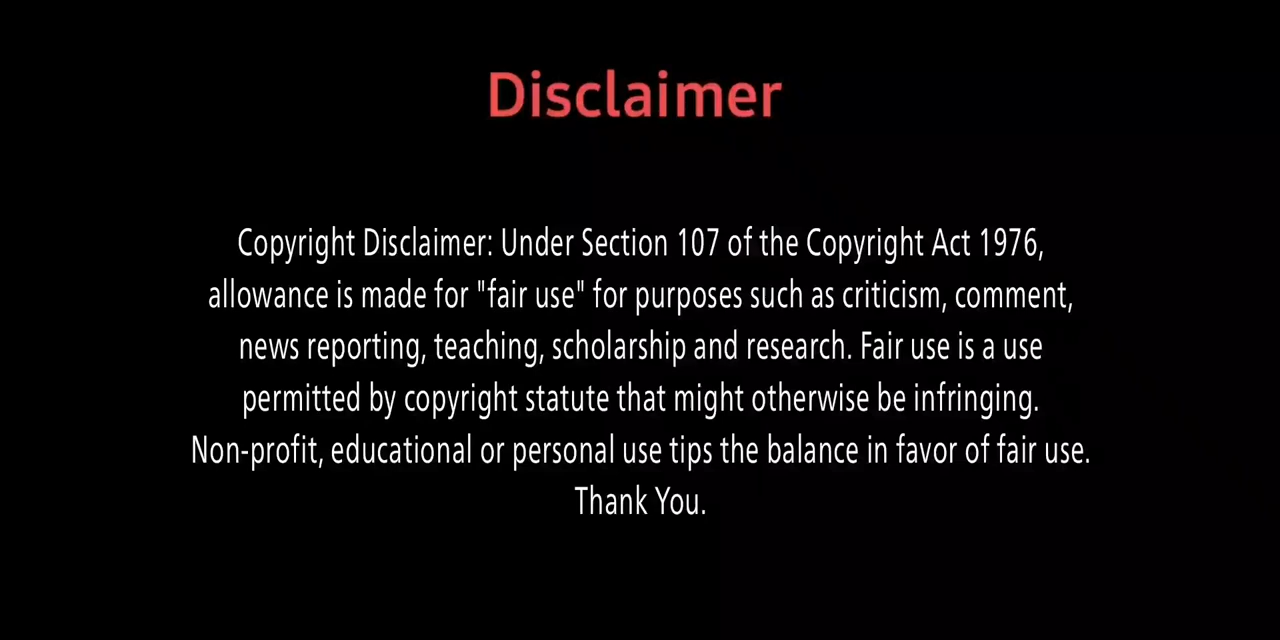 Disclaimer
Copyright Disclaimer: Under Section 107 of the Copyright Act 1976,
allowance is made for "fair use" for purposes such as criticism, comment,
news reporting, teaching, scholarship and research. Fair use is a use
permitted by copyright statute that might otherwise be infringing.
Non-profit, educational or personal use tips the balance in favor of fair use.
Thank You.